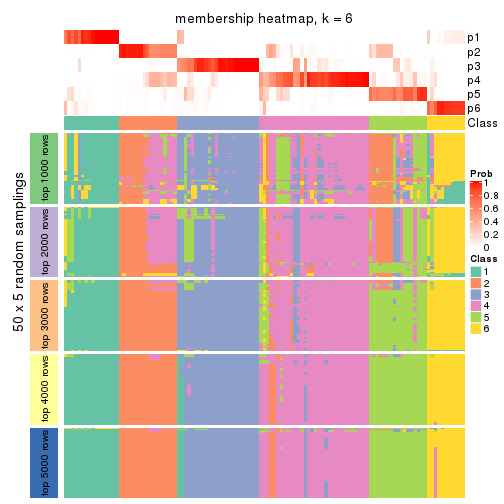 membership heatmap, k = 6
p1
p2
p3
p4
p5
p6
Class
50 x 5 random samplings
top 1000 rows
top 2000 rows
top 3000 rows
top 4000 rows
top 5000 rows
Prob
1
0.8
0.6
0.4
0.2
0
Class
1
2
3
4
5
6